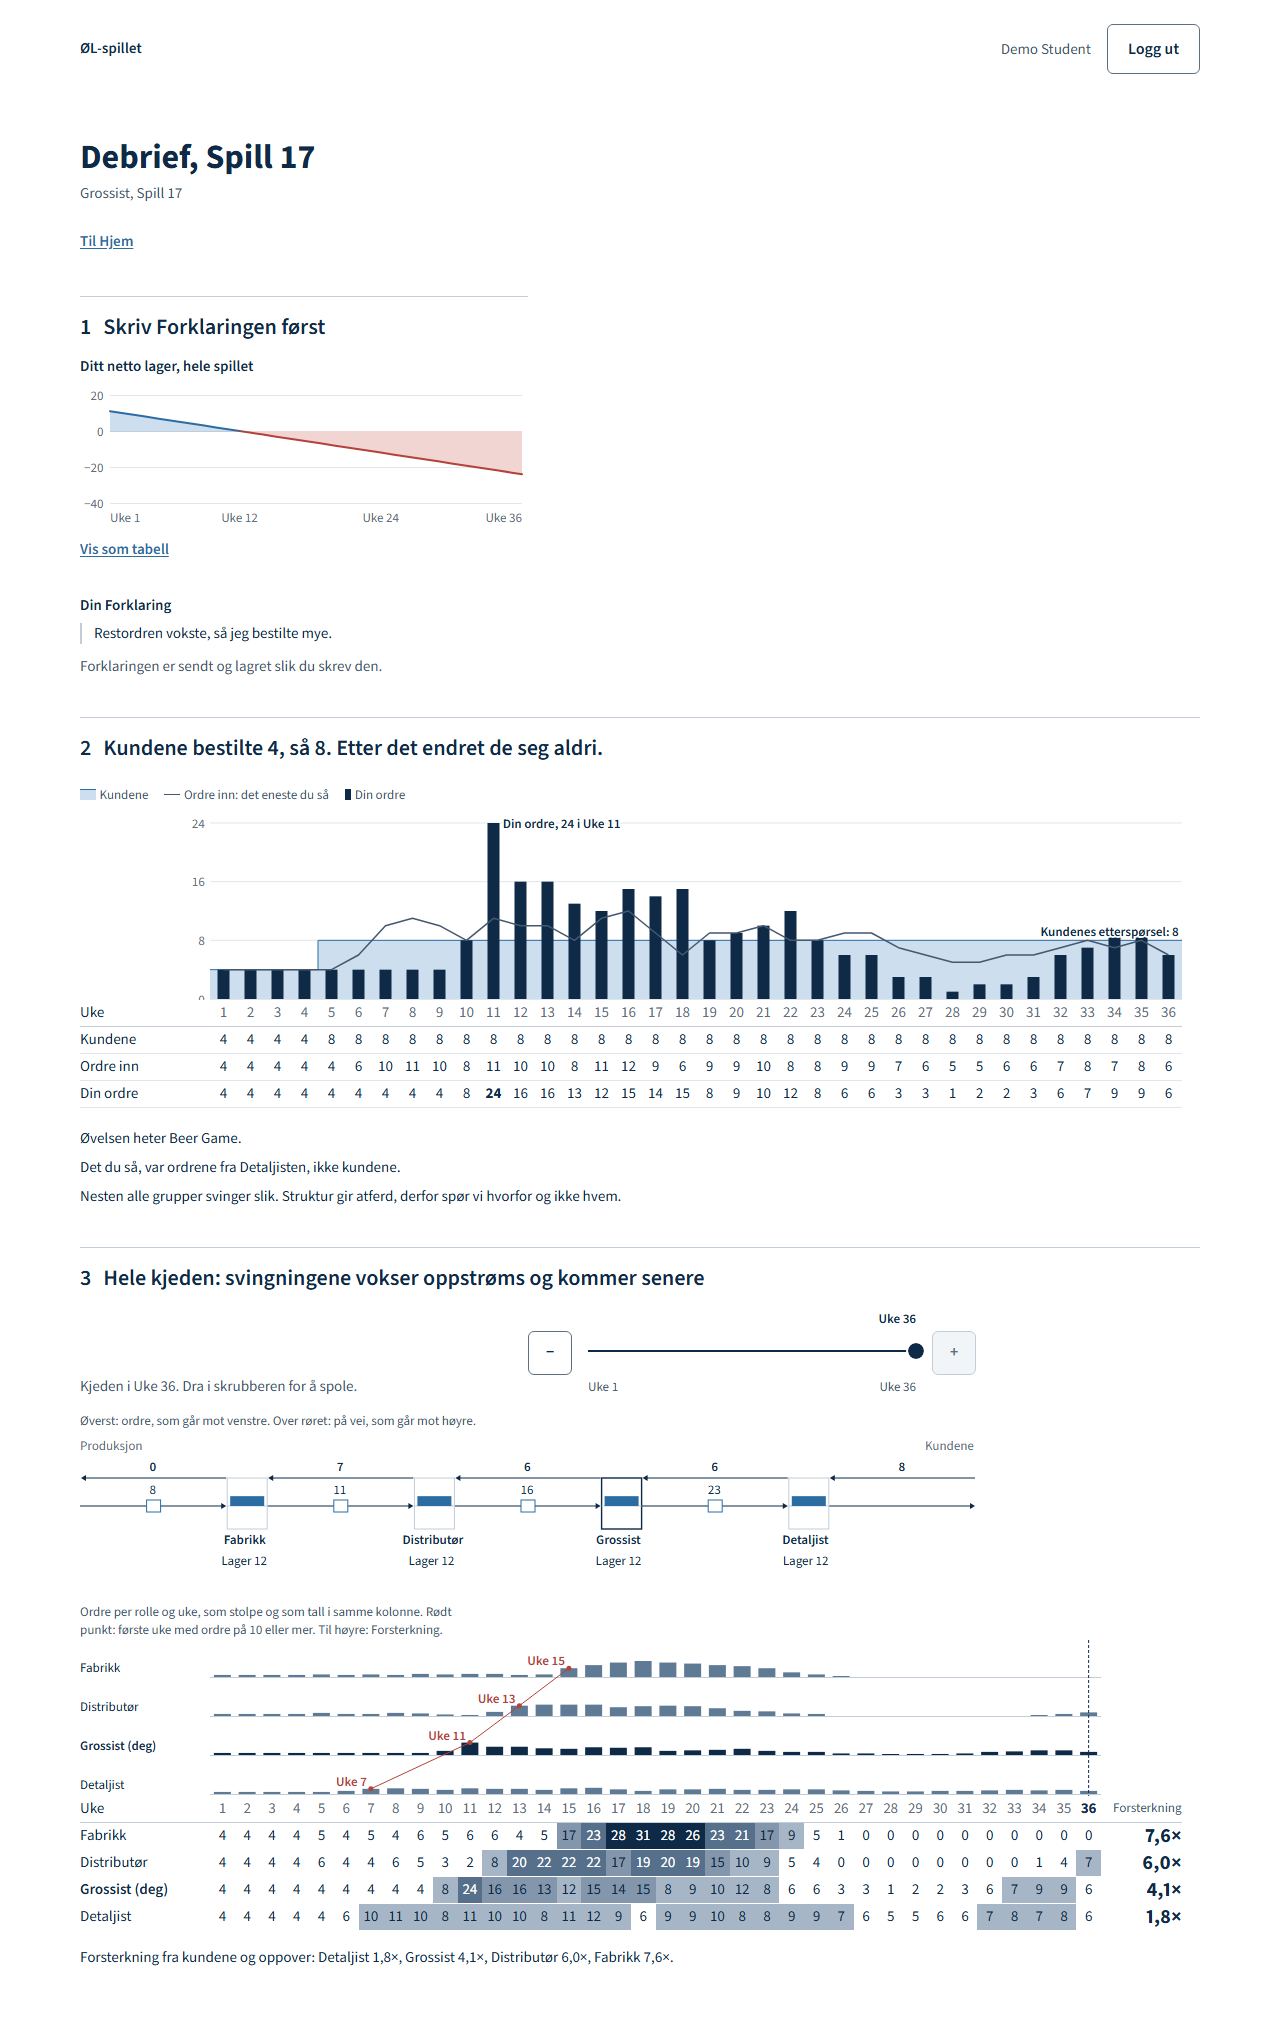 ØL-spillet
Demo Student
Logg ut
Debrief, Spill 17
Grossist, Spill 17
Til Hjem
1 Skriv Forklaringen først
Ditt netto lager, hele spillet
20
0
−20
−40
Uke 1 Uke 12 Uke 24 Uke 36
Vis som tabell
Din Forklaring
Restordren vokste, så jeg bestilte mye.
Forklaringen er sendt og lagret slik du skrev den.
2 Kundene bestilte 4, så 8. Etter det endret de seg aldri.
Kundene Ordre inn: det eneste du så Din ordre
24 Din ordre, 24 i Uke 11
16
Kundenes etterspørsel: 8
8
0
Uke 1 2 3 4 5 6 7 8 9 10 11 12 13 14 15 16 17 18 19 20 21 22 23 24 25 26 27 28 29 30 31 32 33 34 35 36
Kundene 4 4 4 4 8 8 8 8 8 8 8 8 8 8 8 8 8 8 8 8 8 8 8 8 8 8 8 8 8 8 8 8 8 8 8 8
Ordre inn 4 4 4 4 4 6 10 11 10 8 11 10 10 8 11 12 9 6 9 9 10 8 8 9 9 7 6 5 5 6 6 7 8 7 8 6
Din ordre 4 4 4 4 4 4 4 4 4 8 24 16 16 13 12 15 14 15 8 9 10 12 8 6 6 3 3 1 2 2 3 6 7 9 9 6
Øvelsen heter Beer Game.
Det du så, var ordrene fra Detaljisten, ikke kundene.
Nesten alle grupper svinger slik. Struktur gir atferd, derfor spør vi hvorfor og ikke hvem.
3 Hele kjeden: svingningene vokser oppstrøms og kommer senere
Uke 36
− +
Kjeden i Uke 36. Dra i skrubberen for å spole.
Uke 1 Uke 36
Øverst: ordre, som går mot venstre. Over røret: på vei, som går mot høyre.
Produksjon Kundene
0 7 6 6 8
8 11 16 23
Fabrikk Distributør Grossist Detaljist
Lager 12 Lager 12 Lager 12 Lager 12
Ordre per rolle og uke, som stolpe og som tall i samme kolonne. Rødt
punkt: første uke med ordre på 10 eller mer. Til høyre: Forsterkning.
Fabrikk Uke 15
Distributør Uke 13
Grossist (deg) Uke 11
Detaljist Uke 7
Uke 1 2 3 4 5 6 7 8 9 10 11 12 13 14 15 16 17 18 19 20 21 22 23 24 25 26 27 28 29 30 31 32 33 34 35 36 Forsterkning
Fabrikk 4 4 4 4 5 4 5 4 6 5 6 6 4 5 17 23 28 31 28 26 23 21 17 9 5 1 0 0 0 0 0 0 0 0 0 0 7,6×
Distributør 4 4 4 4 6 4 4 6 5 3 2 8 20 22 22 22 17 19 20 19 15 10 9 5 4 0 0 0 0 0 0 0 0 1 4 7 6,0×
Grossist (deg) 4 4 4 4 4 4 4 4 4 8 24 16 16 13 12 15 14 15 8 9 10 12 8 6 6 3 3 1 2 2 3 6 7 9 9 6 4,1×
Detaljist 4 4 4 4 4 6 10 11 10 8 11 10 10 8 11 12 9 6 9 9 10 8 8 9 9 7 6 5 5 6 6 7 8 7 8 6 1,8×
Forsterkning fra kundene og oppover: Detaljist 1,8×, Grossist 4,1×, Distributør 6,0×, Fabrikk 7,6×.